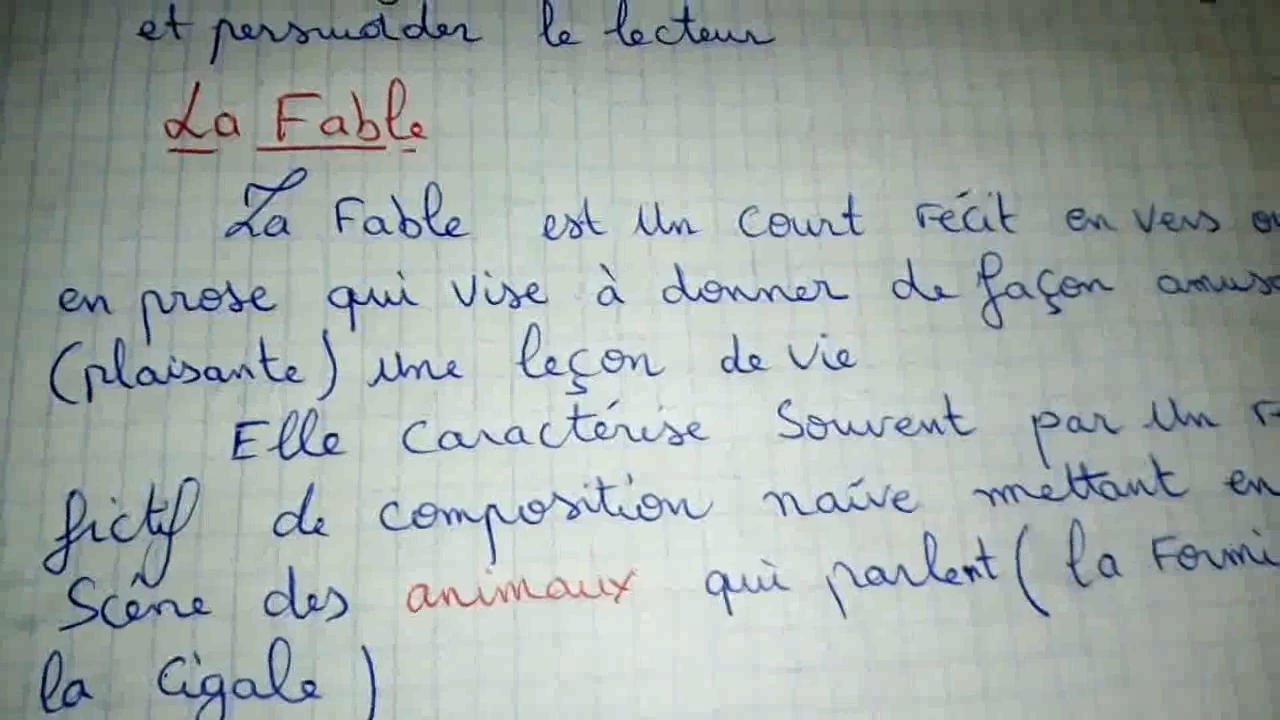 et persuader le lecteur
La Fable
La Fable est un court récit en vers
en prose qui vise à donner de façon
(plaisante) une leçon de vie
Elle caractérise souvent par un
fictif de composition naïve mettant en
Scène des animaux qui parlent (la
la Cigale)